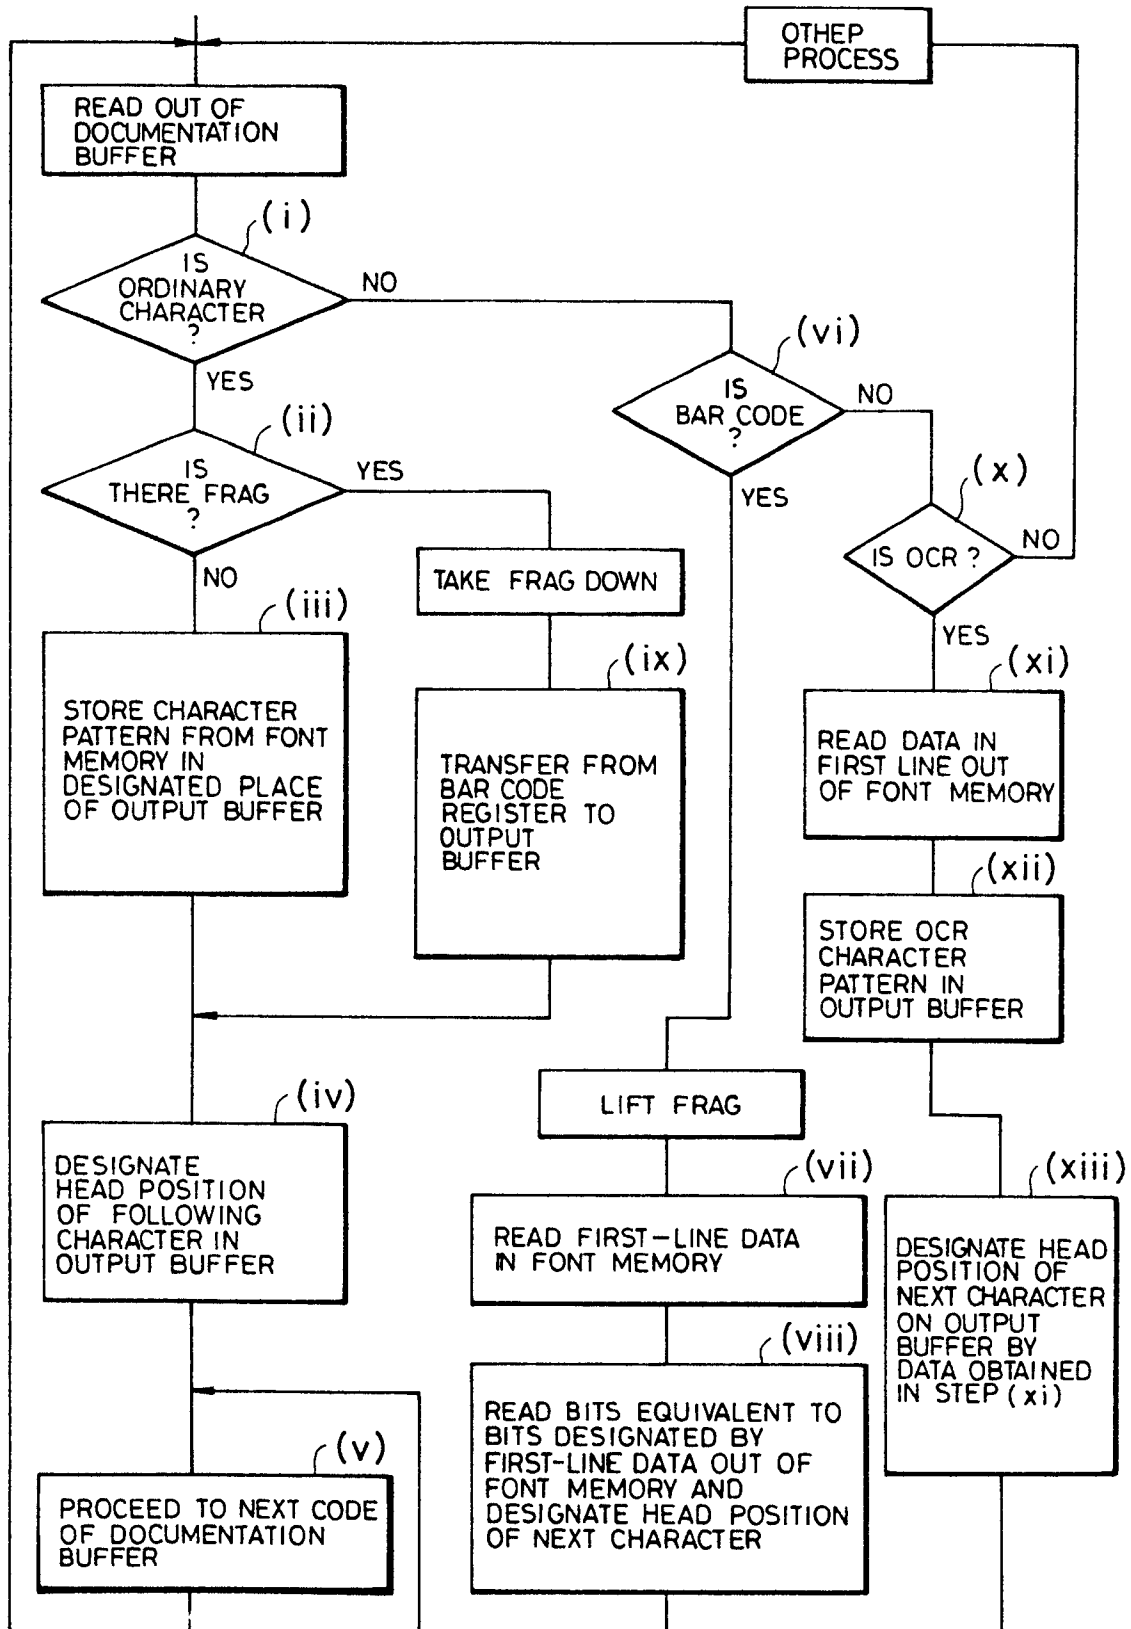 OTHEP
PROCESS
READ OUT OF
DOCUMENTATION
BUFFER
(i)
IS
ORDINARY
CHARACTER
?
NO
YES
(vi)
IS
BAR CODE
?
NO
YES
(ii)
IS
THERE FRAG
?
YES
NO
(x)
IS OCR ?
NO
YES
TAKE FRAG DOWN
(iii)
STORE CHARACTER
PATTERN FROM FONT
MEMORY IN
DESIGNATED PLACE
OF OUTPUT BUFFER
(ix)
TRANSFER FROM
BAR CODE
REGISTER TO
OUTPUT
BUFFER
(xi)
READ DATA IN
FIRST LINE OUT
OF FONT MEMORY
(xii)
STORE OCR
CHARACTER
PATTERN IN
OUTPUT BUFFER
LIFT FRAG
(iv)
DESIGNATE
HEAD POSITION
OF FOLLOWING
CHARACTER IN
OUTPUT BUFFER
(vii)
READ FIRST-LINE DATA
IN FONT MEMORY
(xiii)
DESIGNATE HEAD
POSITION OF
NEXT CHARACTER
ON OUTPUT
BUFFER BY
DATA OBTAINED
IN STEP (xi)
(viii)
READ BITS EQUIVALENT TO
BITS DESIGNATED BY
FIRST-LINE DATA OUT OF
FONT MEMORY AND
DESIGNATE HEAD POSITION
OF NEXT CHARACTER
(v)
PROCEED TO NEXT CODE
OF DOCUMENTATION
BUFFER